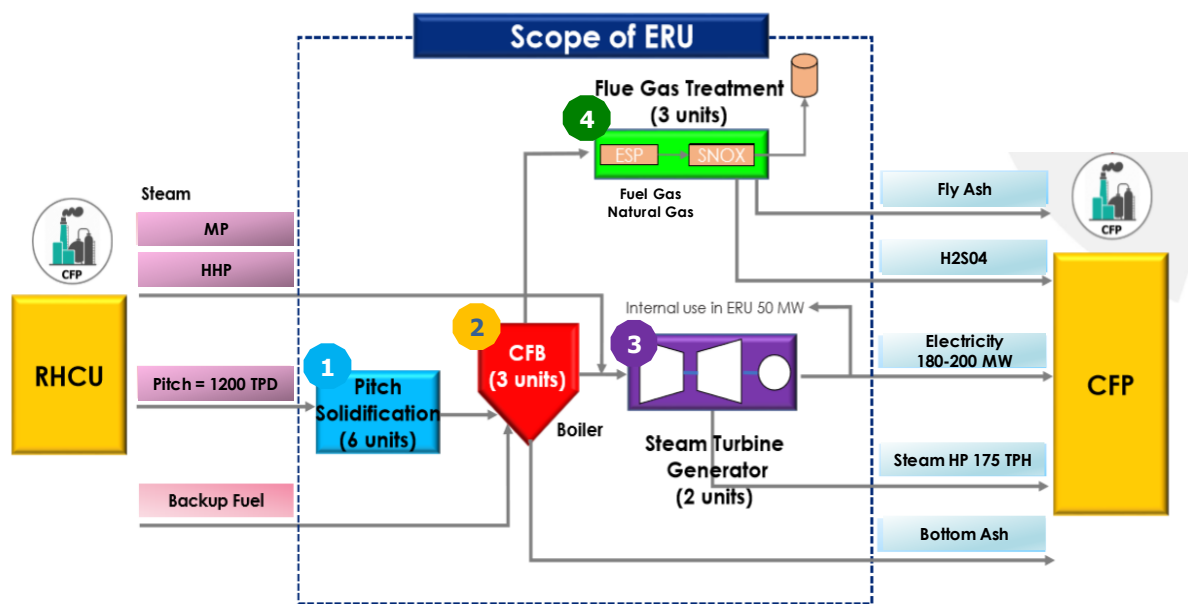 Scope of ERU
Flue Gas Treatment
(3 units)
4
ESP
SNOX
Fuel Gas
Natural Gas
Steam
MP
HHP
CFP
RHCU
Pitch = 1200 TPD
Backup Fuel
1
Pitch
Solidification
(6 units)
2
CFB
(3 units)
Boiler
Internal use in ERU 50 MW
3
Steam Turbine
Generator
(2 units)
Fly Ash
H2S04
Electricity
180-200 MW
Steam HP 175 TPH
Bottom Ash
CFP
CFP